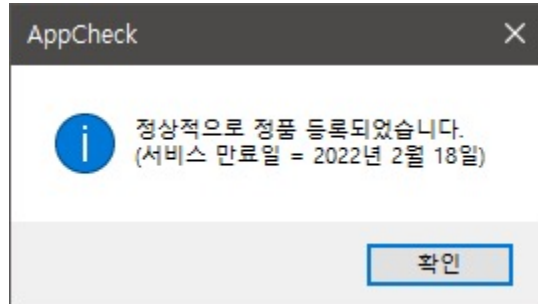 AppCheck
정상적으로 정품 등록되었습니다.
(서비스 만료일 = 2022년 2월 18일)
확인